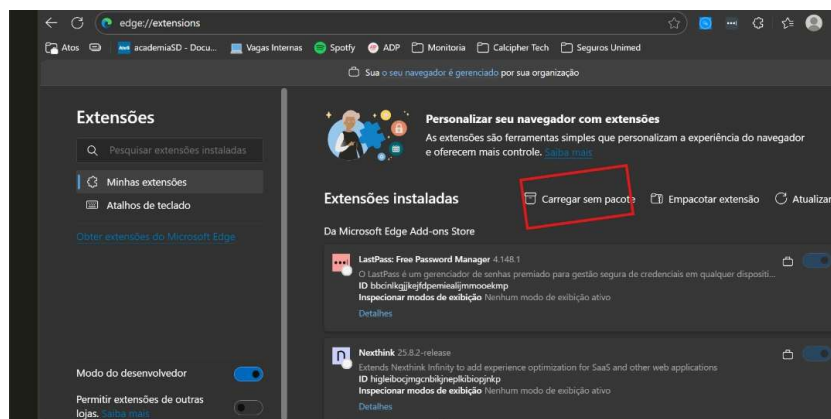 edge://extensions
Atos
academiaSD - Docu...
Vagas Internas
Spotfy
ADP
Monitoria
Calcipher Tech
Seguros Unimed
Sua o seu navegador é gerenciado por sua organização
Extensões
Pesquisar extensões instaladas
Minhas extensões
Atalhos de teclado
Obter extensões do Microsoft Edge
Modo do desenvolvedor
Permitir extensões de outras
lojas. Saiba mais
Personalizar seu navegador com extensões
As extensões são ferramentas simples que personalizam a experiência do navegador
e oferecem mais controle. Saiba mais
Extensões instaladas
Carregar sem pacote
Empacotar extensão
Atualizar
Da Microsoft Edge Add-ons Store
LastPass: Free Password Manager 4.148.1
O LastPass é um gerenciador de senhas premiado para gestão segura de credenciais em qualquer dispositi...
ID bbcinlkgjjkejfdpemiealijmmooekmp
Inspecionar modos de exibição Nenhum modo de exibição ativo
Detalhes
Nexthink 25.8.2-release
Extends Nexthink Infinity to add experience optimization for SaaS and other web applications
ID higleibocjmgcnbikjneplkibiopjnkp
Inspecionar modos de exibição Nenhum modo de exibição ativo
Detalhes